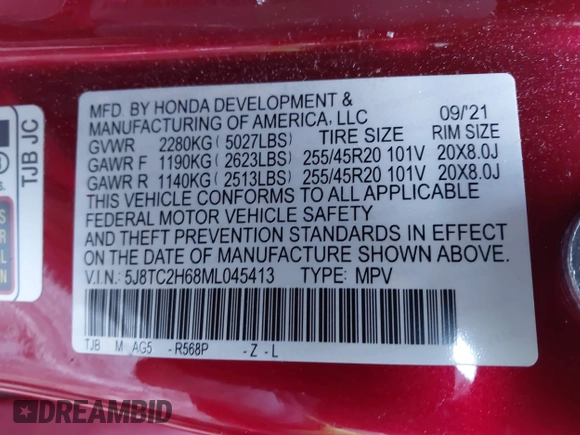 MFD. BY HONDA DEVELOPMENT &
MANUFACTURING OF AMERICA, LLC 09/'21
GVWR 2280KG ( 5027LBS) TIRE SIZE RIM SIZE
GAWR F 1190KG ( 2623LBS) 255/45R20 101V 20X8.0J
GAWR R 1140KG ( 2513LBS) 255/45R20 101V 20X8.0J
THIS VEHICLE CONFORMS TO ALL APPLICABLE
FEDERAL MOTOR VEHICLE SAFETY
AND THEFT PREVENTION STANDARDS IN EFFECT
ON THE DATE OF MANUFACTURE SHOWN ABOVE.
V.I.N.: 5J8TC2H68ML045413 TYPE: MPV
TJB M AG5 -R568P -Z-L
TJB JC
DREAMBID